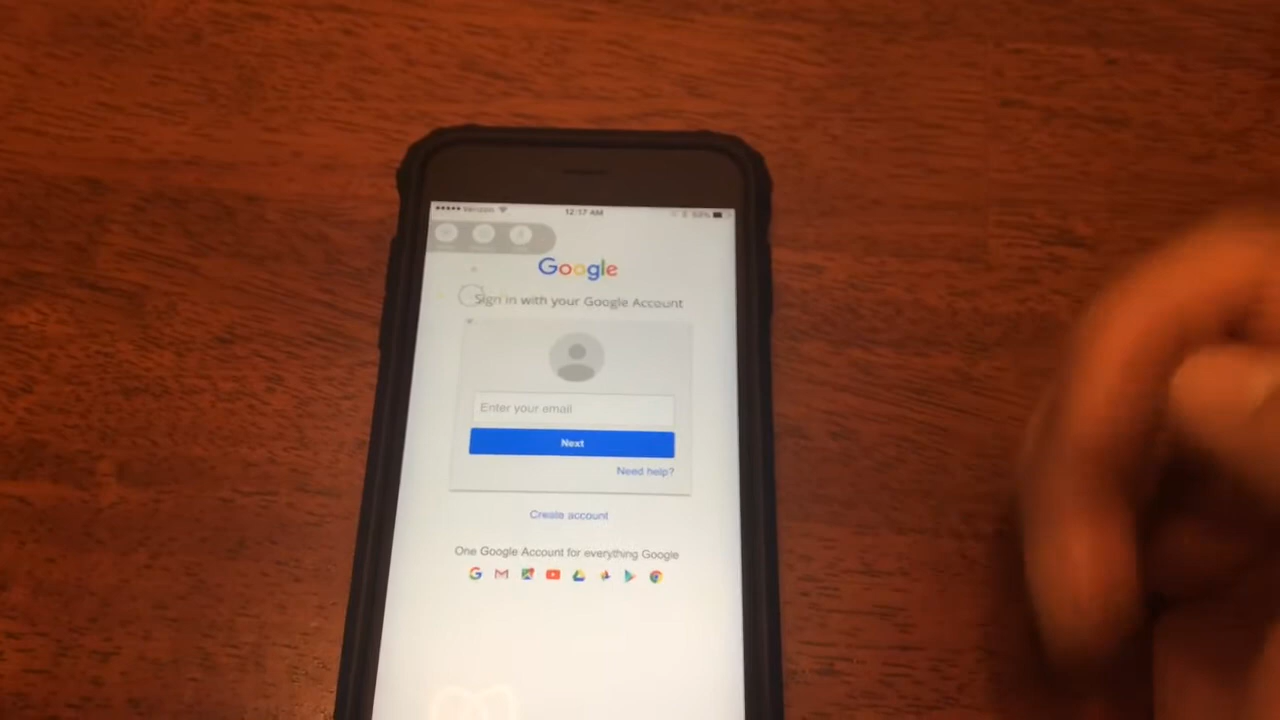 Verizon 12:17 AM
Google
Sign in with your Google Account
Enter your email
Next
Need help?
Create account
One Google Account for everything Google